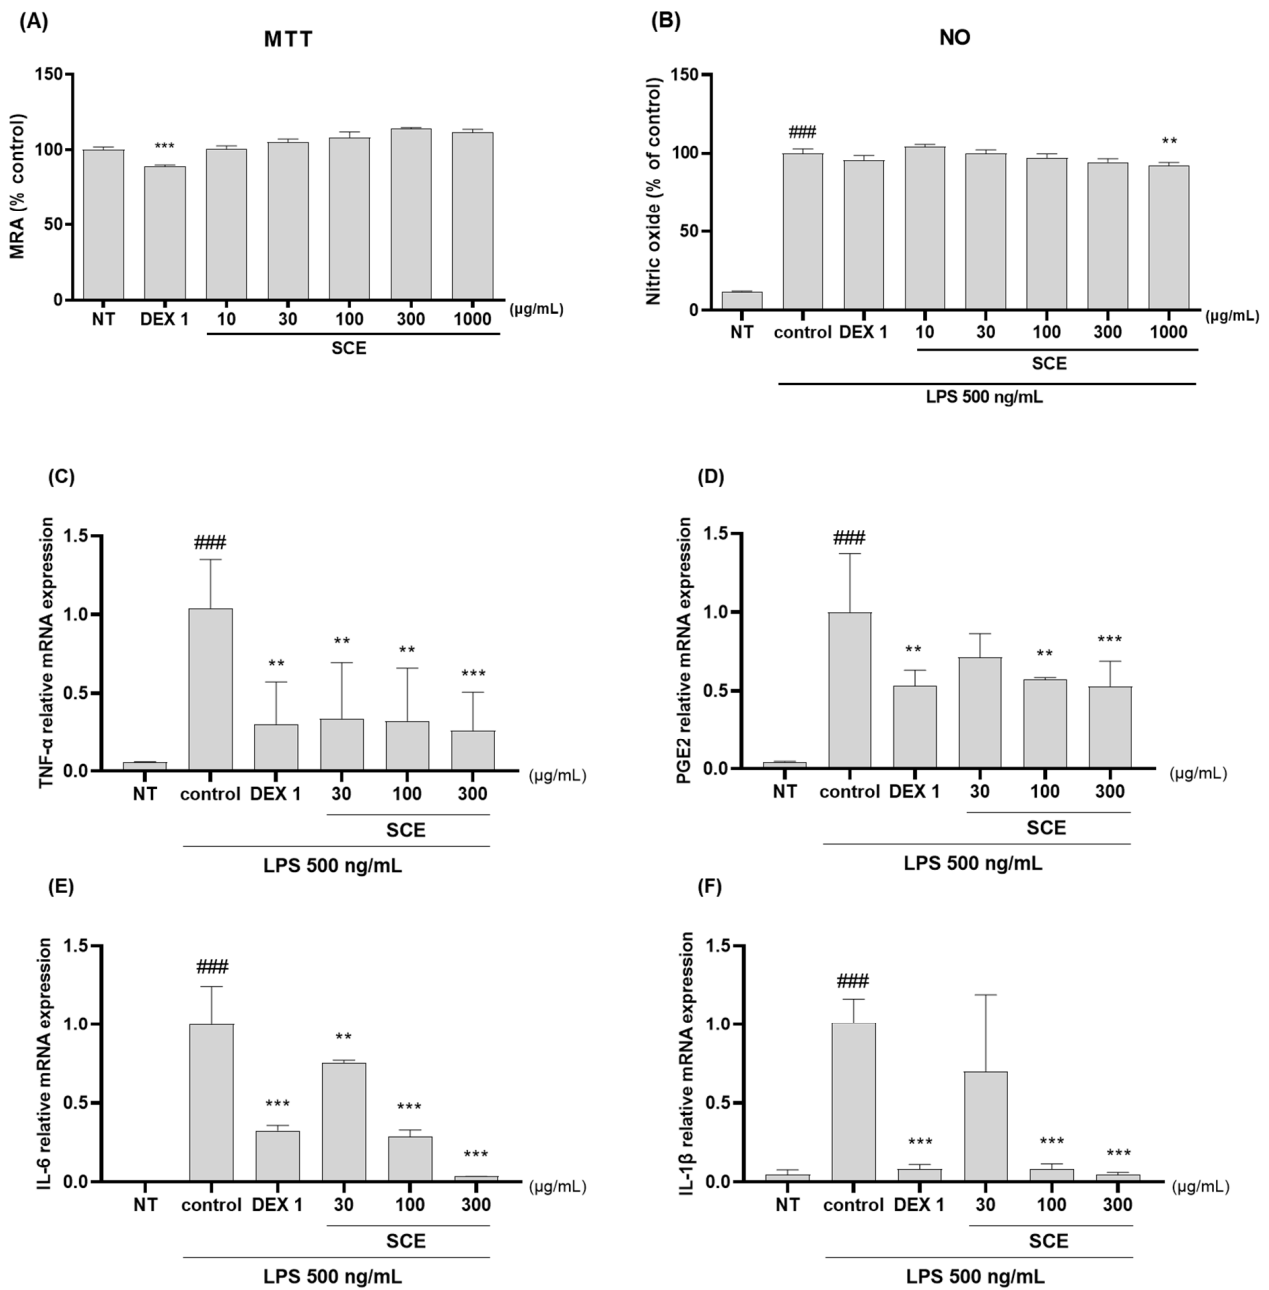 (A)
MTT
MRA (% control)
150
100
50
0
***
NT DEX 1 10 30 100 300 1000 (µg/mL)
SCE
(B)
NO
Nitric oxide (% of control)
150
100
50
0
###
**
NT control DEX 1 10 30 100 300 1000 (µg/mL)
SCE
LPS 500 ng/mL
(C)
TNF-α relative mRNA expression
1.5
1.0
0.5
0.0
###
** ** ** ***
NT control DEX 1 30 100 300 (µg/mL)
SCE
LPS 500 ng/mL
(D)
PGE2 relative mRNA expression
1.5
1.0
0.5
0.0
###
** ** ***
NT control DEX 1 30 100 300 (µg/mL)
SCE
LPS 500 ng/mL
(E)
IL-6 relative mRNA expression
1.5
1.0
0.5
0.0
###
*** ** *** ***
NT control DEX 1 30 100 300 (µg/mL)
SCE
LPS 500 ng/mL
(F)
IL-1β relative mRNA expression
1.5
1.0
0.5
0.0
###
*** *** ***
NT control DEX 1 30 100 300 (µg/mL)
SCE
LPS 500 ng/mL